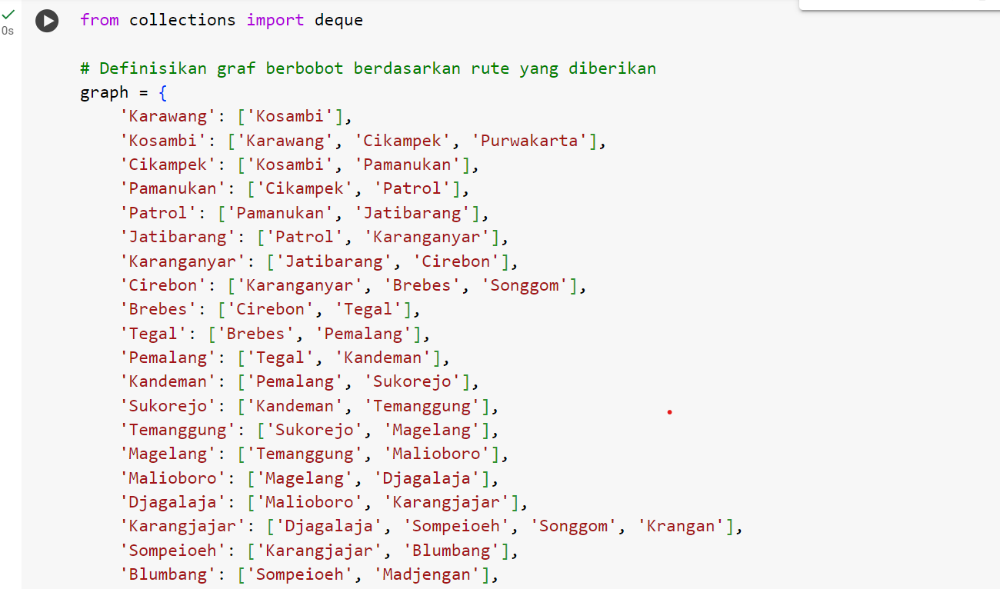 from collections import deque
0s
# Definisikan graf berbobot berdasarkan rute yang diberikan
graph = {
    'Karawang': ['Kosambi'],
    'Kosambi': ['Karawang', 'Cikampek', 'Purwakarta'],
    'Cikampek': ['Kosambi', 'Pamanukan'],
    'Pamanukan': ['Cikampek', 'Patrol'],
    'Patrol': ['Pamanukan', 'Jatibarang'],
    'Jatibarang': ['Patrol', 'Karanganyar'],
    'Karanganyar': ['Jatibarang', 'Cirebon'],
    'Cirebon': ['Karanganyar', 'Brebes', 'Songgom'],
    'Brebes': ['Cirebon', 'Tegal'],
    'Tegal': ['Brebes', 'Pemalang'],
    'Pemalang': ['Tegal', 'Kandeman'],
    'Kandeman': ['Pemalang', 'Sukorejo'],
    'Sukorejo': ['Kandeman', 'Temanggung'],
    'Temanggung': ['Sukorejo', 'Magelang'],
    'Magelang': ['Temanggung', 'Malioboro'],
    'Malioboro': ['Magelang', 'Djagalaja'],
    'Djagalaja': ['Malioboro', 'Karangjajar'],
    'Karangjajar': ['Djagalaja', 'Sompeioeh', 'Songgom', 'Krangan'],
    'Sompeioeh': ['Karangjajar', 'Blumbang'],
    'Blumbang': ['Sompeioeh', 'Madjengan'],